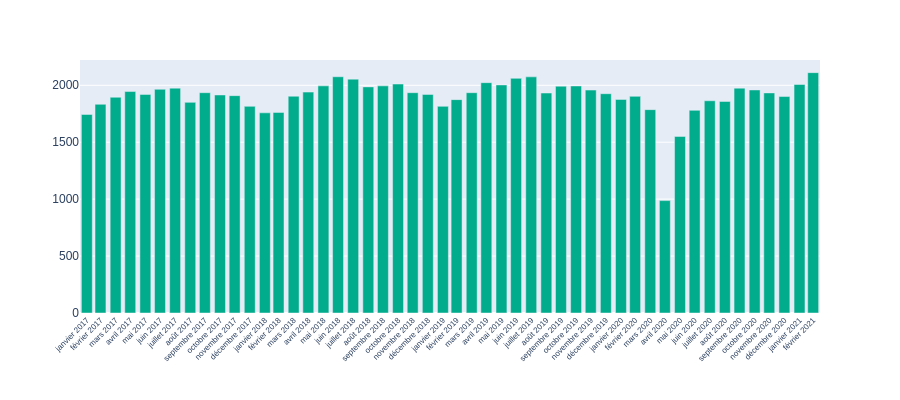 2000
1500
1000
500
0
janvier 2017
février 2017
mars 2017
avril 2017
mai 2017
juin 2017
juillet 2017
août 2017
septembre 2017
octobre 2017
novembre 2017
décembre 2017
janvier 2018
février 2018
mars 2018
avril 2018
mai 2018
juin 2018
juillet 2018
août 2018
septembre 2018
octobre 2018
novembre 2018
décembre 2018
janvier 2019
février 2019
mars 2019
avril 2019
mai 2019
juin 2019
juillet 2019
août 2019
septembre 2019
octobre 2019
novembre 2019
décembre 2019
janvier 2020
février 2020
mars 2020
avril 2020
mai 2020
juin 2020
juillet 2020
août 2020
septembre 2020
octobre 2020
novembre 2020
décembre 2020
janvier 2021
février 2021